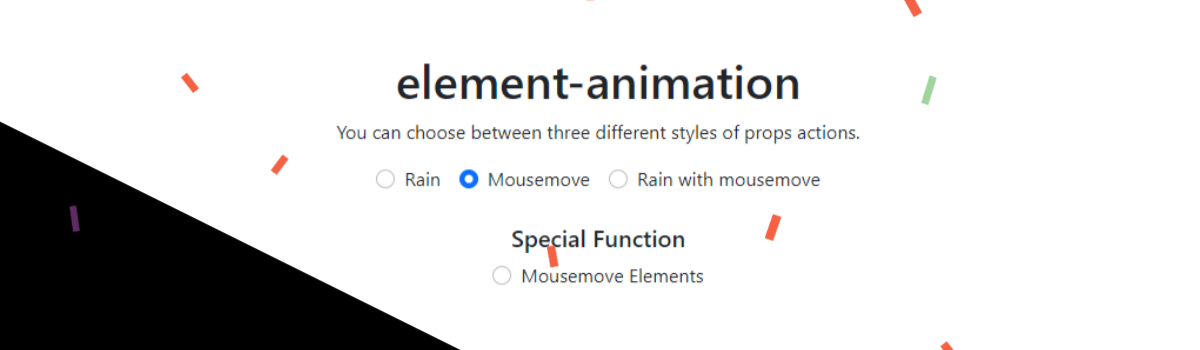 element-animation
You can choose between three different styles of props actions.
Rain Mousemove Rain with mousemove
Special Function
Mousemove Elements